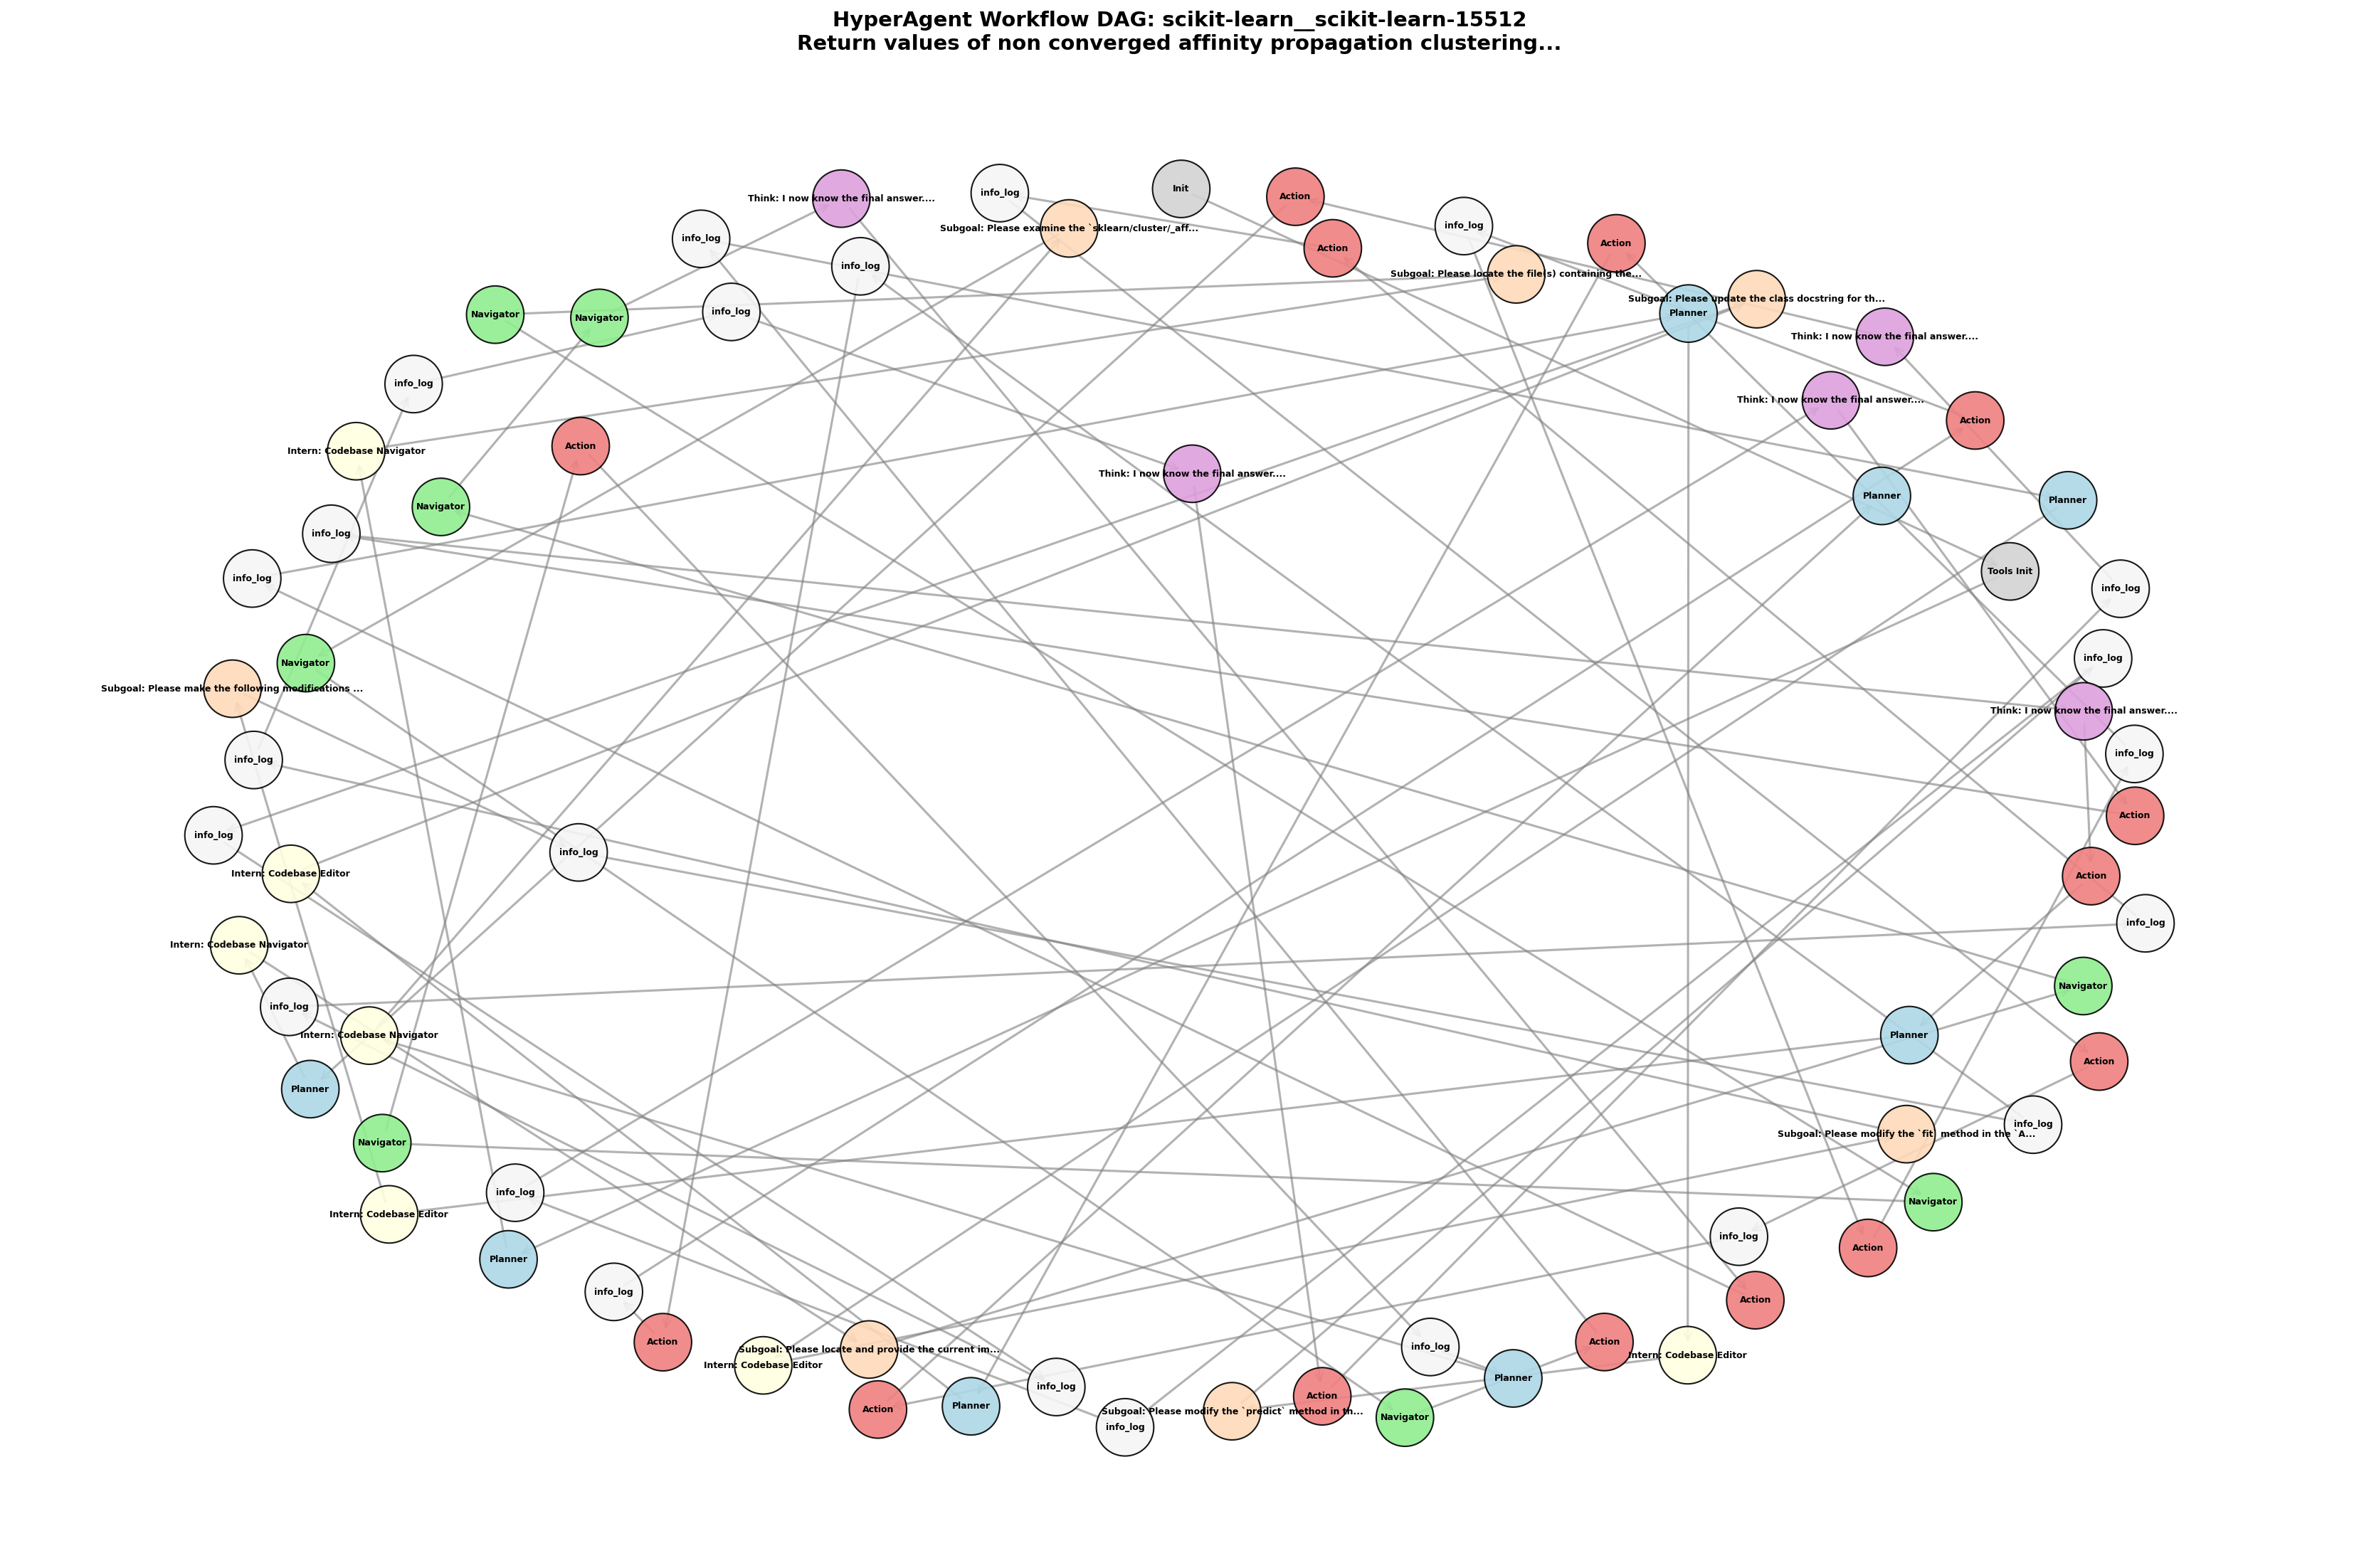 HyperAgent Workflow DAG: scikit-learn__scikit-learn-15512
Return values of non converged affinity propagation clustering...
Init
info_log
Action
Think: I now know the final answer....
Subgoal: Please examine the `sklearn/cluster/_aff...
info_log
info_log
Action
Action
info_log
Subgoal: Please locate the file(s) containing the...
Subgoal: Please update the class docstring for th...
Navigator
Navigator
info_log
Planner
Think: I now know the final answer....
info_log
Think: I now know the final answer....
Action
Intern: Codebase Navigator
Action
Think: I now know the final answer....
Planner
Planner
Navigator
info_log
Tools Init
info_log
info_log
Navigator
info_log
Subgoal: Please make the following modifications ...
Think: I now know the final answer....
info_log
info_log
Action
info_log
info_log
Intern: Codebase Editor
Action
info_log
Intern: Codebase Navigator
Navigator
info_log
Intern: Codebase Navigator
Planner
Action
Planner
info_log
Subgoal: Please modify the `fit` method in the `A...
Navigator
info_log
Navigator
Intern: Codebase Editor
info_log
Action
Planner
info_log
Action
Action
info_log
Action
Subgoal: Please locate and provide the current im...
Intern: Codebase Editor
Intern: Codebase Editor
Planner
info_log
Action
Action
Planner
Subgoal: Please modify the `predict` method in th...
Navigator
info_log